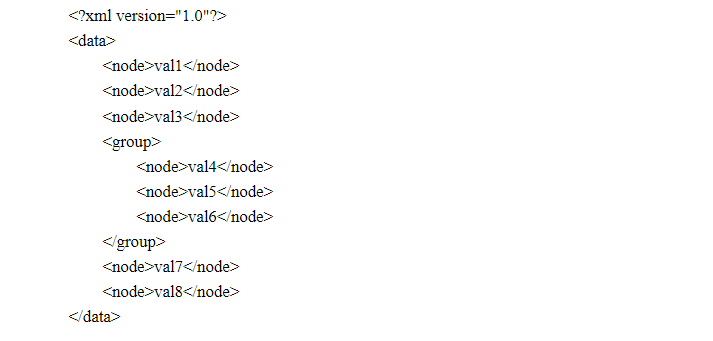 <?xml version="1.0"?>
<data>
<node>val1</node>
<node>val2</node>
<node>val3</node>
<group>
<node>val4</node>
<node>val5</node>
<node>val6</node>
</group>
<node>val7</node>
<node>val8</node>
</data>